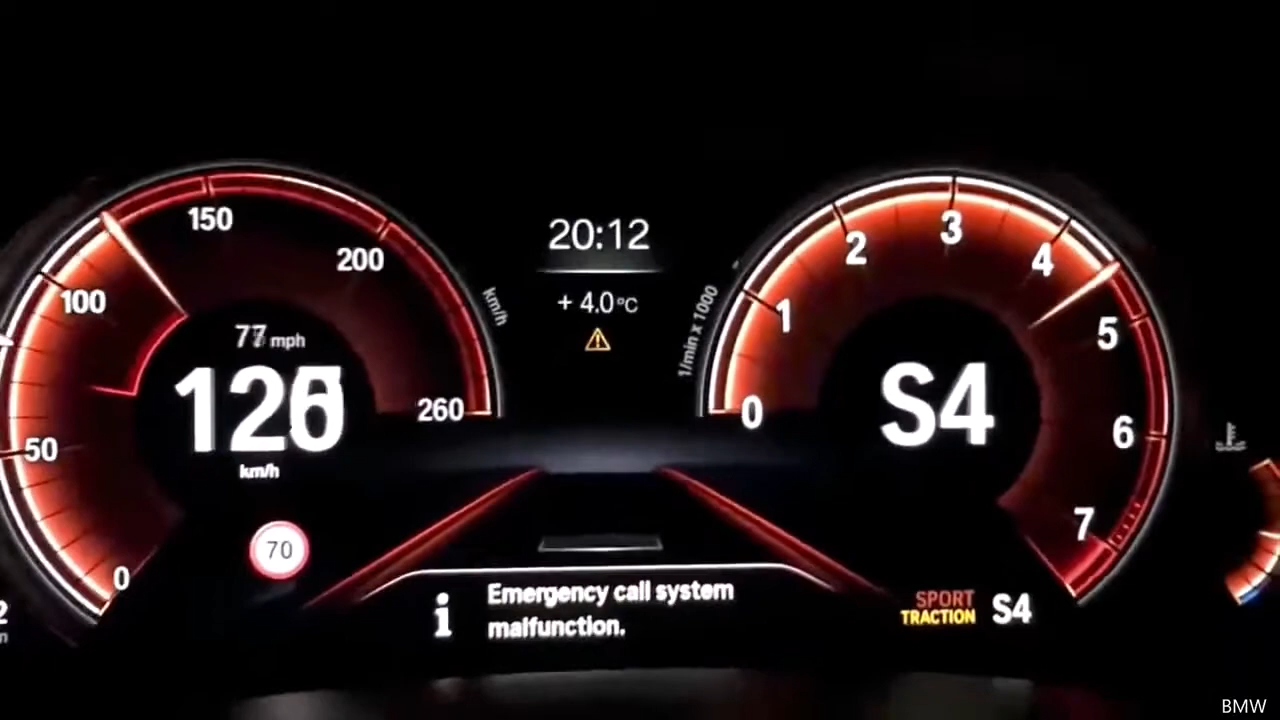 150
200
100
50
0
260
km/h
77 mph
km/h
70
20:12
+ 4.0°C
1/min x 1000
0
1
2
3
4
5
6
7
S4
Emergency call system
malfunction.
SPORT
TRACTION
S4
BMW